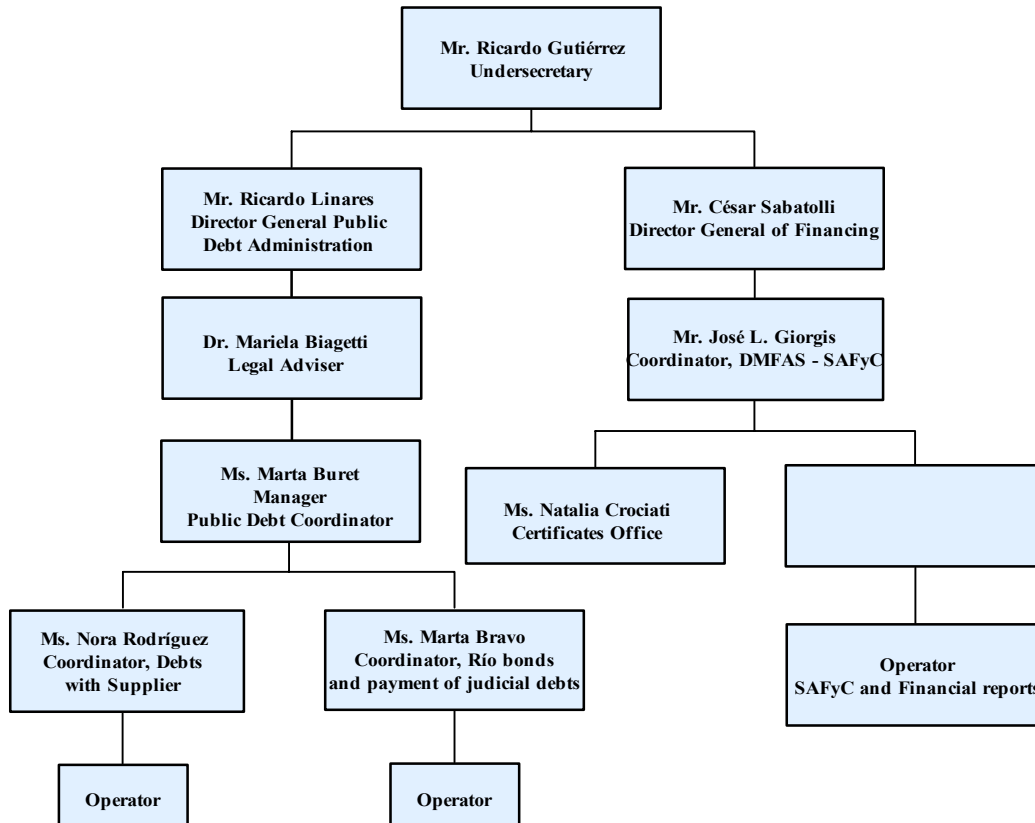 Mr. Ricardo Gutiérrez
Undersecretary
Mr. Ricardo Linares
Director General Public
Debt Administration
Mr. César Sabatolli
Director General of Financing
Dr. Mariela Biagetti
Legal Adviser
Mr. José L. Giorgis
Coordinator, DMFAS - SAFyC
Ms. Marta Buret
Manager
Public Debt Coordinator
Ms. Natalia Crociati
Certificates Office
Ms. Nora Rodríguez
Coordinator, Debts
with Supplier
Ms. Marta Bravo
Coordinator, Río bonds
and payment of judicial debts
Operator
SAFyC and Financial reports
Operator
Operator